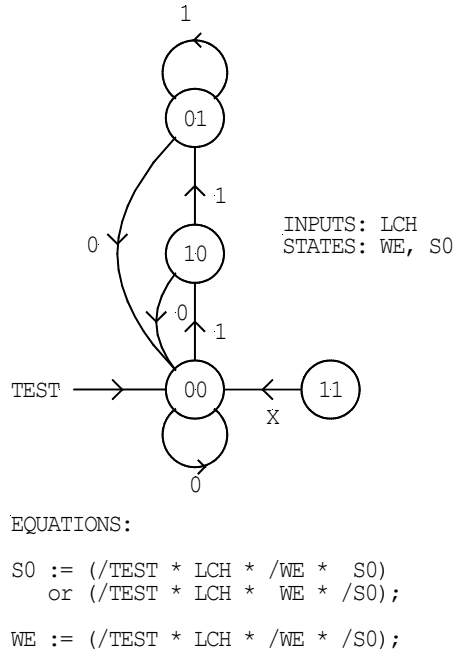 1
01
1
INPUTS: LCH
STATES: WE, S0
0
10
0
1
TEST
00
11
X
0
EQUATIONS:
S0 := (/TEST * LCH * /WE *  S0)
or (/TEST * LCH *  WE * /S0);
WE := (/TEST * LCH * /WE * /S0);